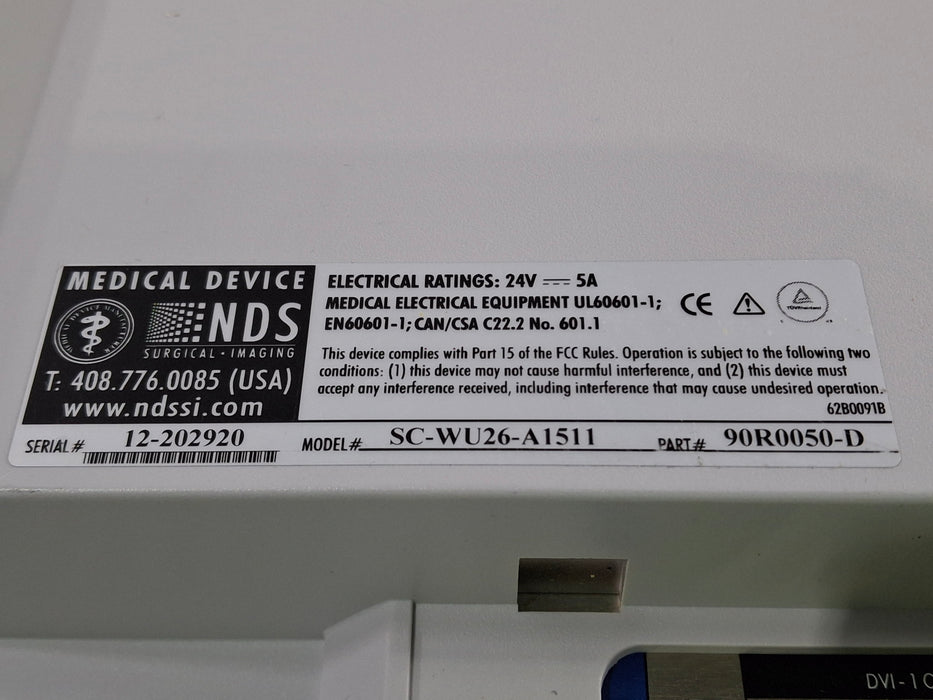 MEDICAL DEVICE
NDS
SURGICAL • IMAGING
T: 408.776.0085 (USA)
www.ndssi.com
ELECTRICAL RATINGS: 24V ⎓ 5A
MEDICAL ELECTRICAL EQUIPMENT UL60601-1;
EN60601-1; CAN/CSA C22.2 No. 601.1
CE
This device complies with Part 15 of the FCC Rules. Operation is subject to the following two
conditions: (1) this device may not cause harmful interference, and (2) this device must
accept any interference received, including interference that may cause undesired operation.
62B0091B
SERIAL # 12-202920
MODEL# SC-WU26-A1511
PART# 90R0050-D
DVI-1